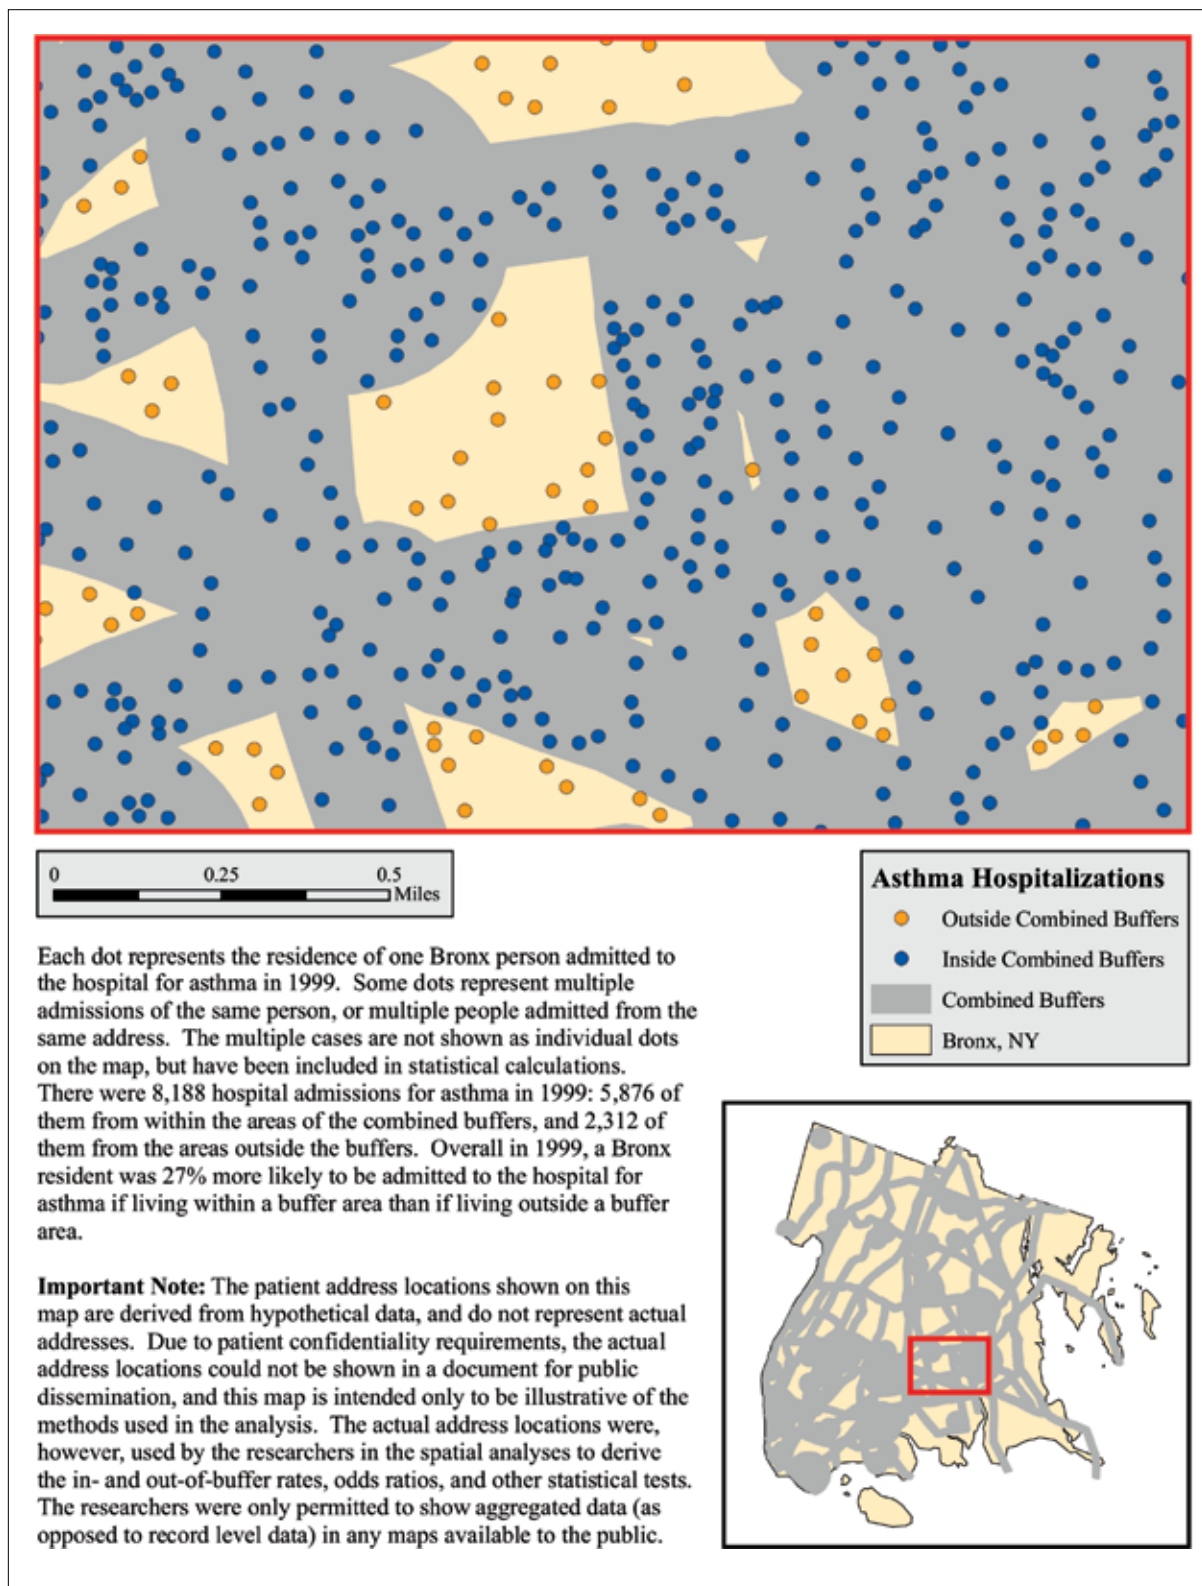 0 0.25 0.5
Miles
Asthma Hospitalizations
Outside Combined Buffers
Inside Combined Buffers
Combined Buffers
Bronx, NY
Each dot represents the residence of one Bronx person admitted to
the hospital for asthma in 1999.  Some dots represent multiple
admissions of the same person, or multiple people admitted from the
same address.  The multiple cases are not shown as individual dots
on the map, but have been included in statistical calculations.
There were 8,188 hospital admissions for asthma in 1999: 5,876 of
them from within the areas of the combined buffers, and 2,312 of
them from the areas outside the buffers.  Overall in 1999, a Bronx
resident was 27% more likely to be admitted to the hospital for
asthma if living within a buffer area than if living outside a buffer
area.
Important Note: The patient address locations shown on this
map are derived from hypothetical data, and do not represent actual
addresses.  Due to patient confidentiality requirements, the actual
address locations could not be shown in a document for public
dissemination, and this map is intended only to be illustrative of the
methods used in the analysis.  The actual address locations were,
however, used by the researchers in the spatial analyses to derive
the in- and out-of-buffer rates, odds ratios, and other statistical tests.
The researchers were only permitted to show aggregated data (as
opposed to record level data) in any maps available to the public.